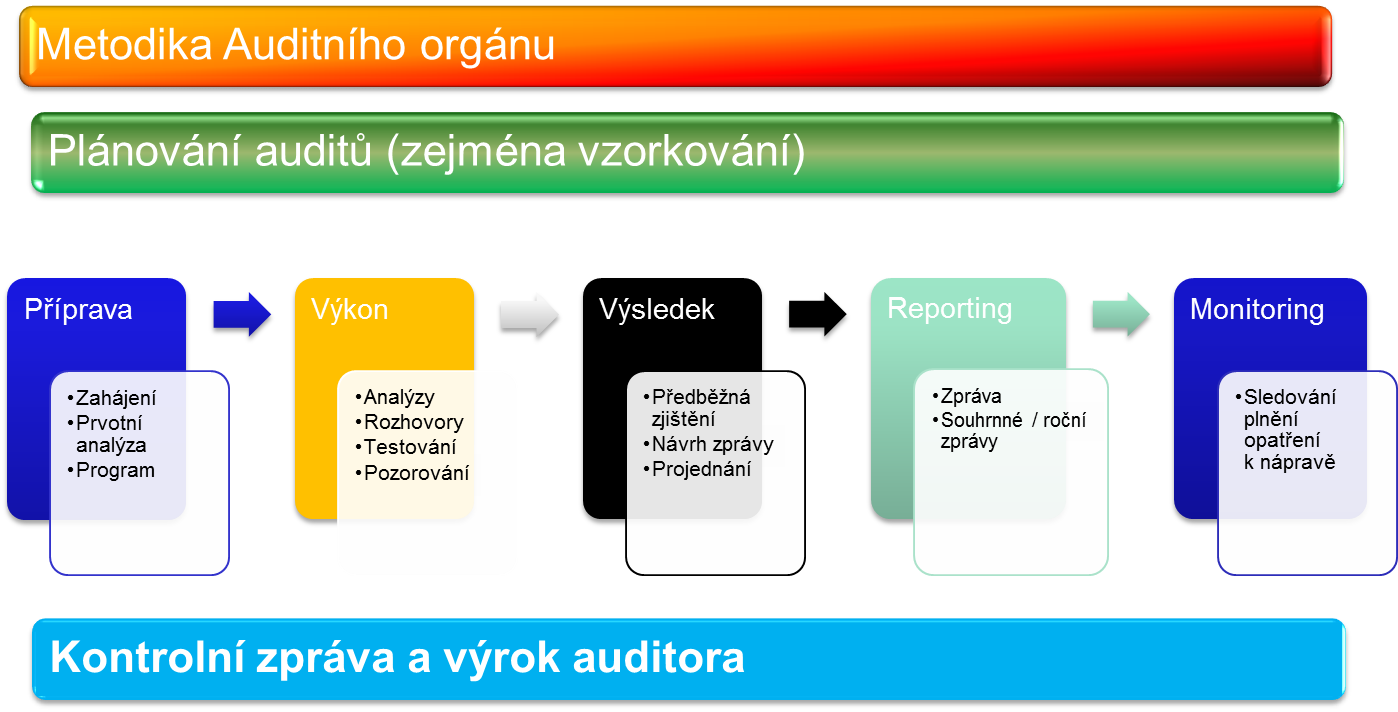 Metodika Auditního orgánu
Plánování auditů (zejména vzorkování)
Příprava
•Zahájení
•Prvotní
analýza
•Program
Výkon
•Analýzy
•Rozhovory
•Testování
•Pozorování
Výsledek
•Předběžná
zjištění
•Návrh zprávy
•Projednání
Reporting
•Zpráva
•Souhrnné / roční
zprávy
Monitoring
•Sledování
plnění
opatření
k nápravě
Kontrolní zpráva a výrok auditora